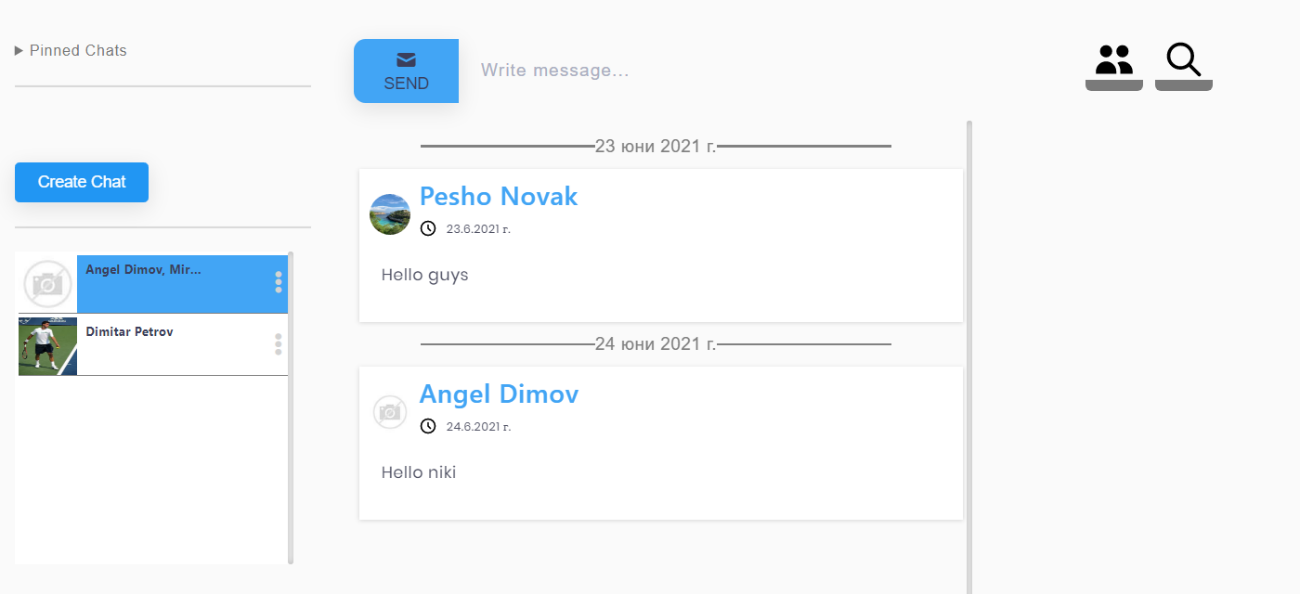 Pinned Chats
SEND
Write message...
Create Chat
Angel Dimov, Mir...
Dimitar Petrov
23 юни 2021 г.
Pesho Novak
23.6.2021 г.
Hello guys
24 юни 2021 г.
Angel Dimov
24.6.2021 г.
Hello niki